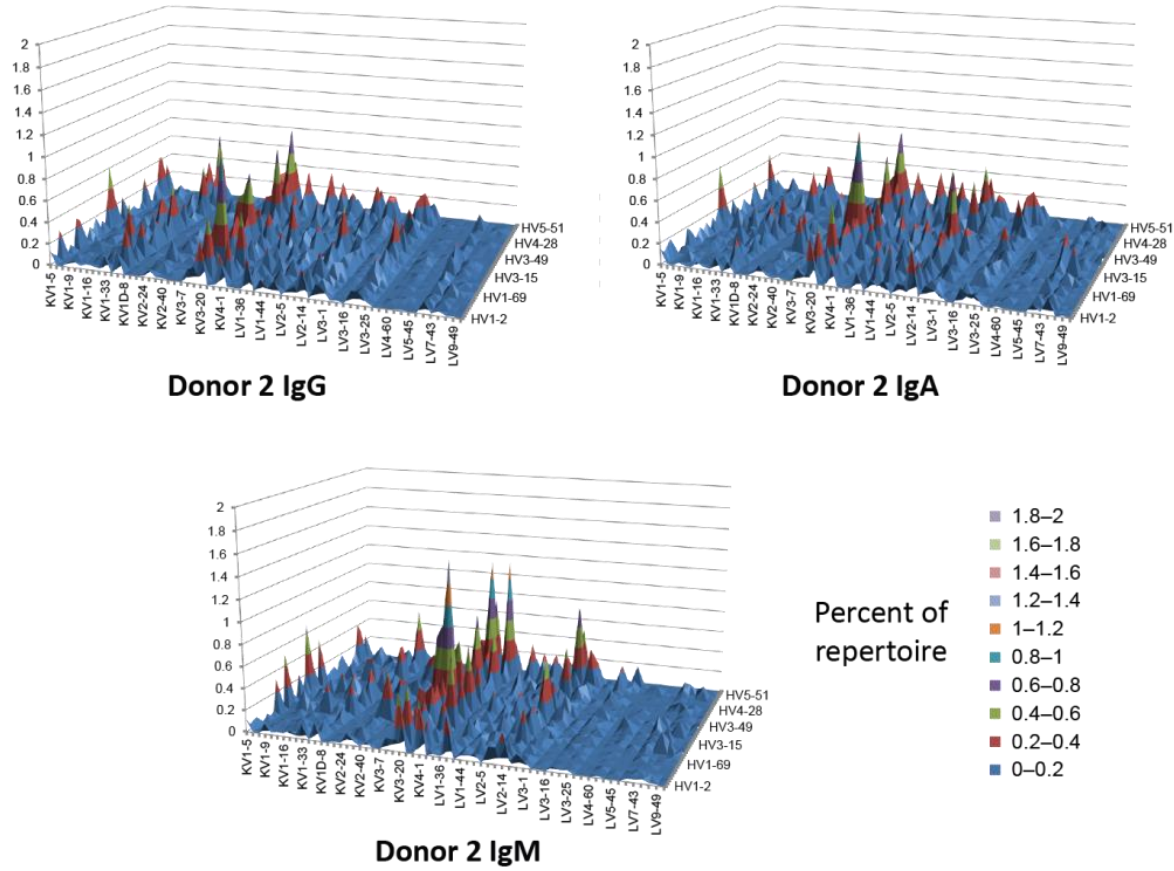 2
1.8
1.6
1.4
1.2
1
0.8
0.6
0.4
0.2
0
KV1-5
KV1-9
KV1-16
KV1-33
KV1D-8
KV2-24
KV2-40
KV3-7
KV3-20
KV4-1
LV1-36
LV1-44
LV2-5
LV2-14
LV3-1
LV3-16
LV3-25
LV4-60
LV5-45
LV7-43
LV9-49
HV5-51
HV4-28
HV3-49
HV3-15
HV1-69
HV1-2
Donor 2 IgG
2
1.8
1.6
1.4
1.2
1
0.8
0.6
0.4
0.2
0
KV1-5
KV1-9
KV1-16
KV1-33
KV1D-8
KV2-24
KV2-40
KV3-7
KV3-20
KV4-1
LV1-36
LV1-44
LV2-5
LV2-14
LV3-1
LV3-16
LV3-25
LV4-60
LV5-45
LV7-43
LV9-49
HV5-51
HV4-28
HV3-49
HV3-15
HV1-69
HV1-2
Donor 2 IgA
2
1.8
1.6
1.4
1.2
1
0.8
0.6
0.4
0.2
0
KV1-5
KV1-9
KV1-16
KV1-33
KV1D-8
KV2-24
KV2-40
KV3-7
KV3-20
KV4-1
LV1-36
LV1-44
LV2-5
LV2-14
LV3-1
LV3-16
LV3-25
LV4-60
LV5-45
LV7-43
LV9-49
HV5-51
HV4-28
HV3-49
HV3-15
HV1-69
HV1-2
Donor 2 IgM
Percent of
repertoire
1.8–2
1.6–1.8
1.4–1.6
1.2–1.4
1–1.2
0.8–1
0.6–0.8
0.4–0.6
0.2–0.4
0–0.2